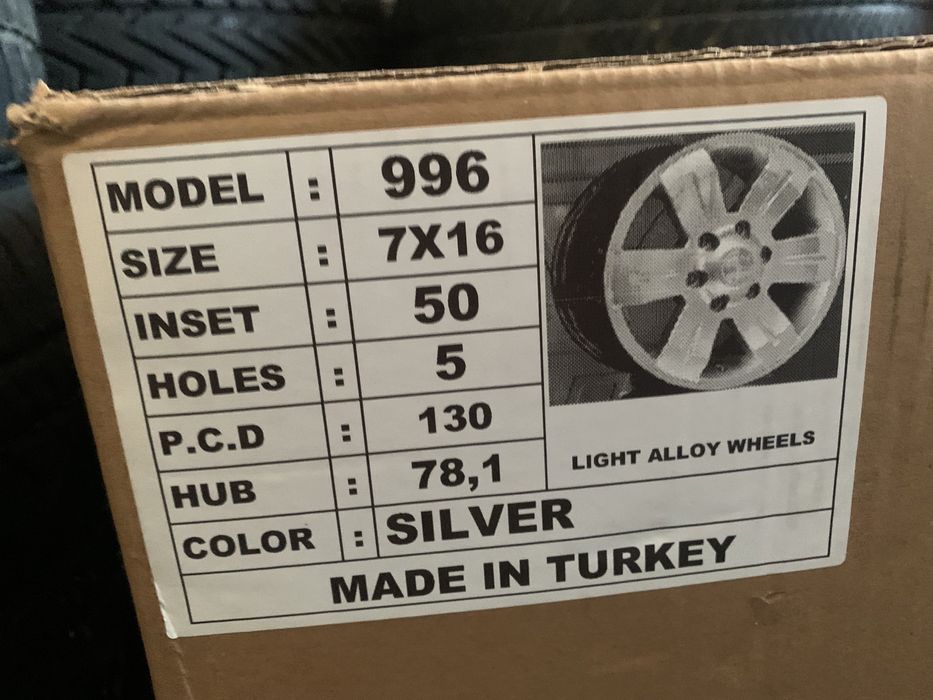 MODEL : 996
SIZE : 7X16
INSET : 50
HOLES : 5
P.C.D : 130
HUB : 78,1
LIGHT ALLOY WHEELS
COLOR : SILVER
MADE IN TURKEY